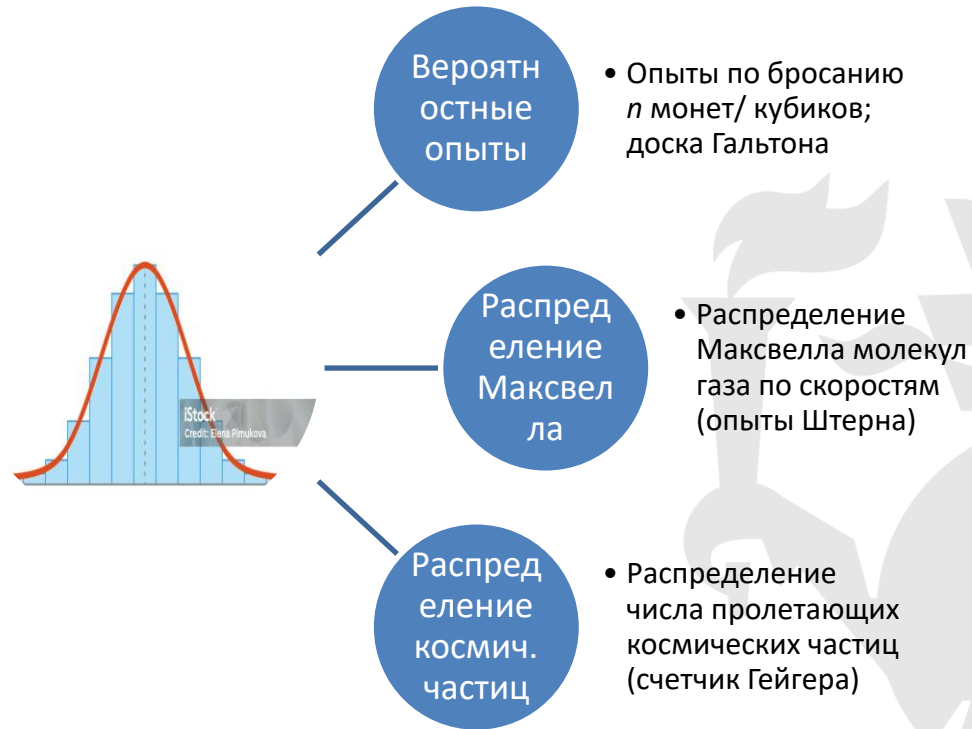 Вероятн
остные
опыты
• Опыты по бросанию
n монет/ кубиков;
доска Гальтона
Распред
еление
Максвел
ла
• Распределение
Максвелла молекул
газа по скоростям
(опыты Штерна)
iStock
Credit: Elena Pimukova
Распред
еление
космич.
частиц
• Распределение
числа пролетающих
космических частиц
(счетчик Гейгера)